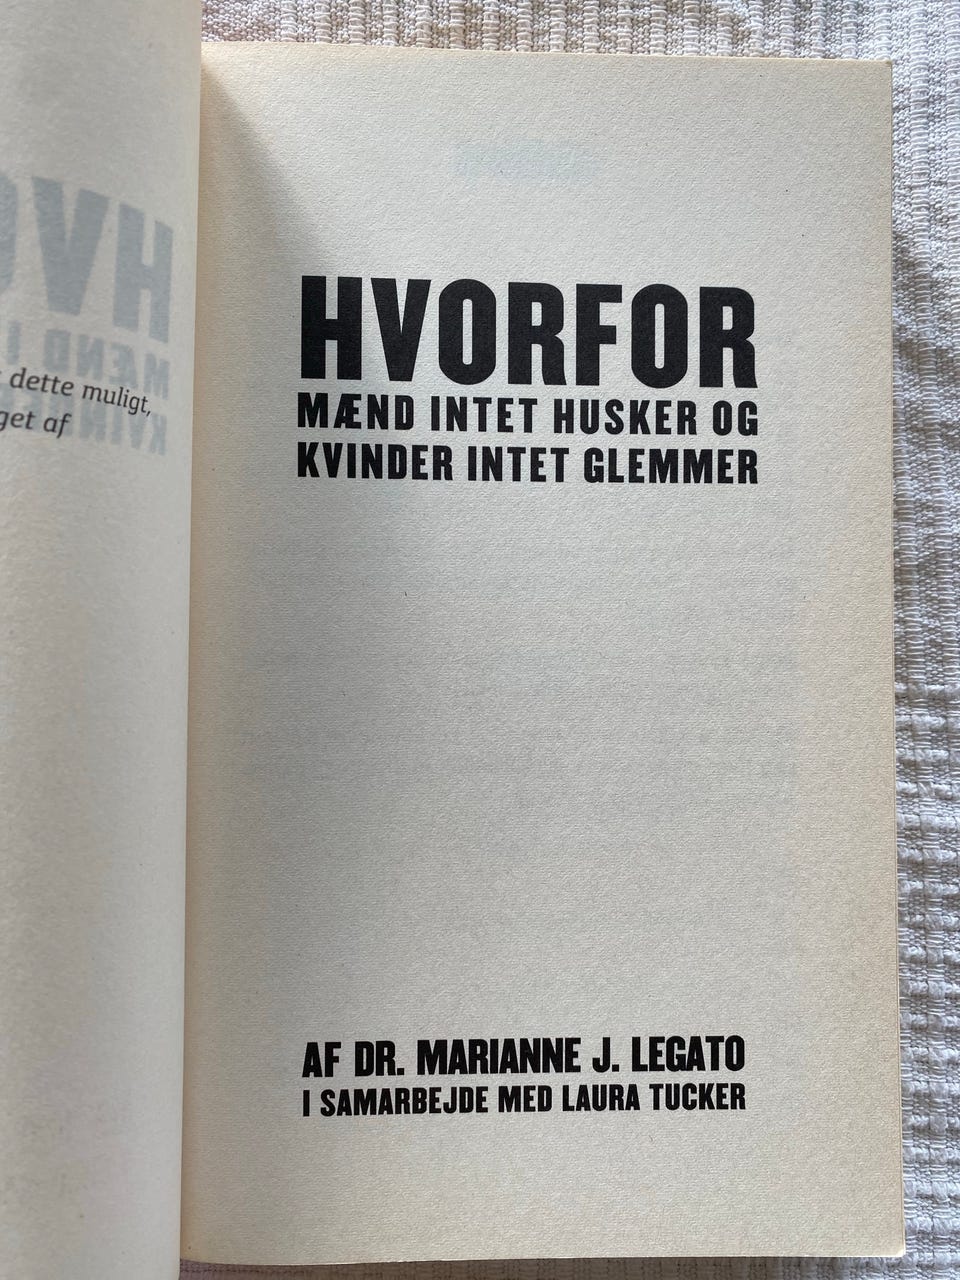 dette muligt,
get af
HVORFOR
MÆND INTET HUSKER OG
KVINDER INTET GLEMMER
AF DR. MARIANNE J. LEGATO
I SAMARBEJDE MED LAURA TUCKER